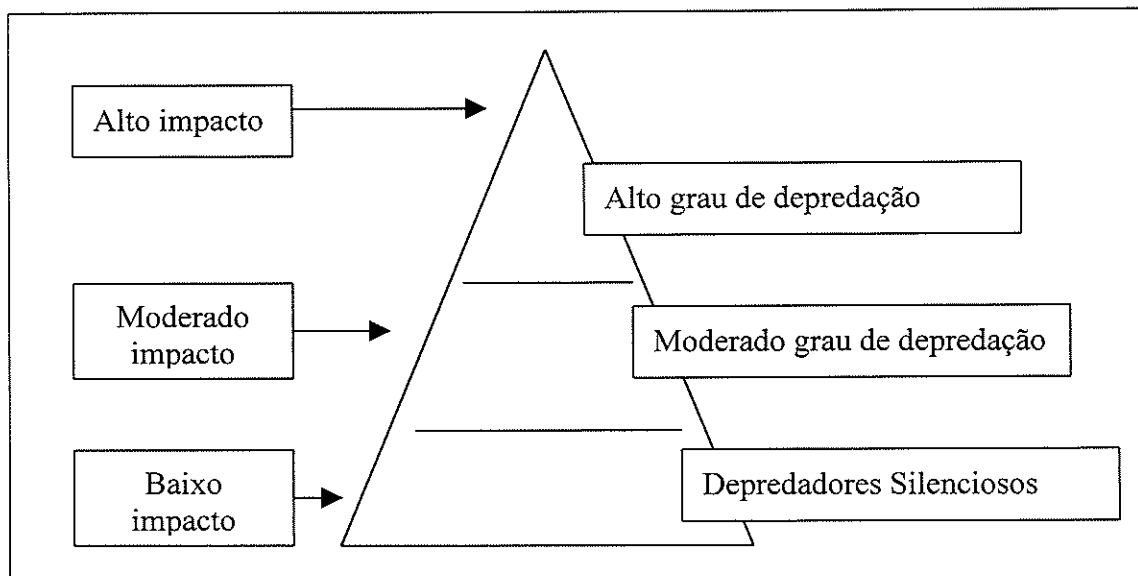 Alto impacto
Alto grau de depredação
Moderado
impacto
Moderado grau de depredação
Baixo
impacto
Depredadores Silenciosos